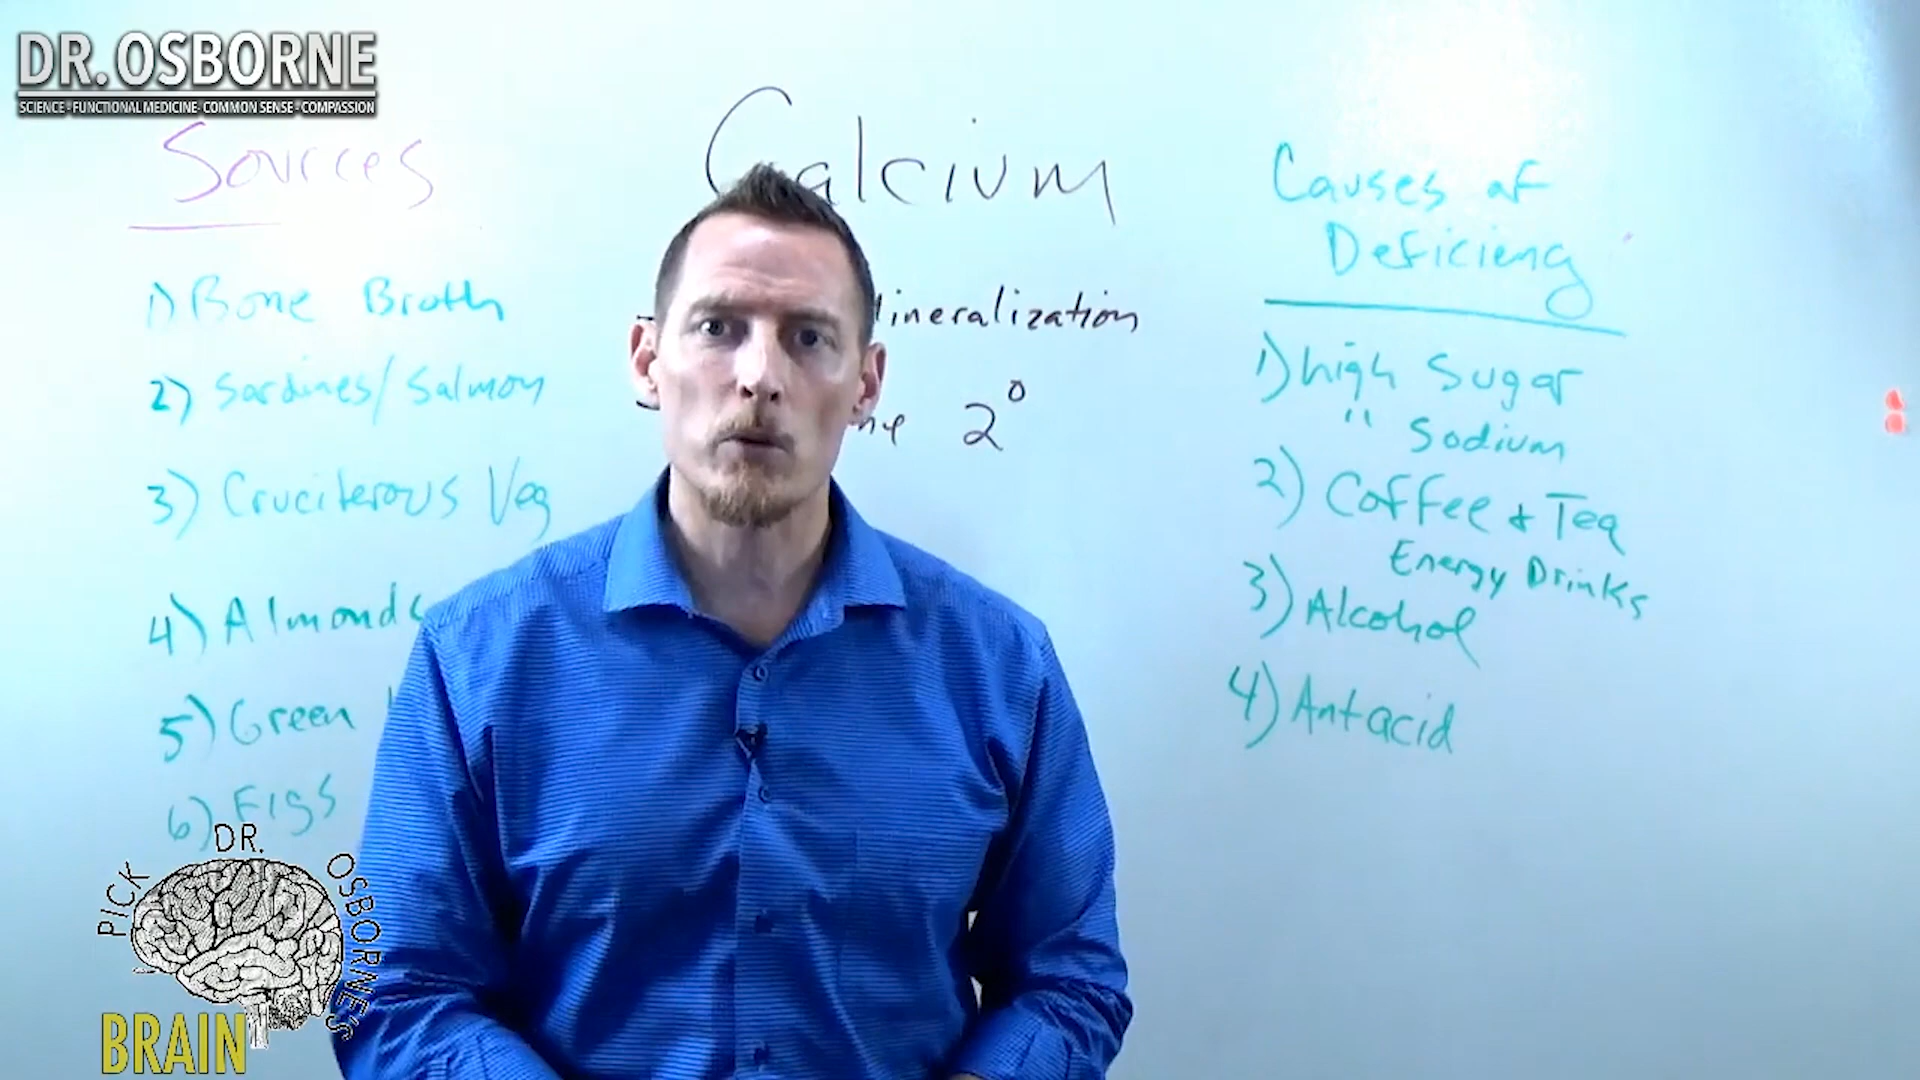 DR. OSBORNE
SCIENCE - FUNCTIONAL MEDICINE - COMMON SENSE - COMPASSION
Sources
1) Bone Broth
2) Sardines/Salmon
3) Cruciferous Veg
4) Almonds
5) Green
6) Figs
Calcium
ineralization
2°
Causes of
Deficiency
1) high Sugar
" Sodium
2) Coffee & Tea
Energy Drinks
3) Alcohol
4) Antacid
PICK DR. OSBORNE'S
BRAIN